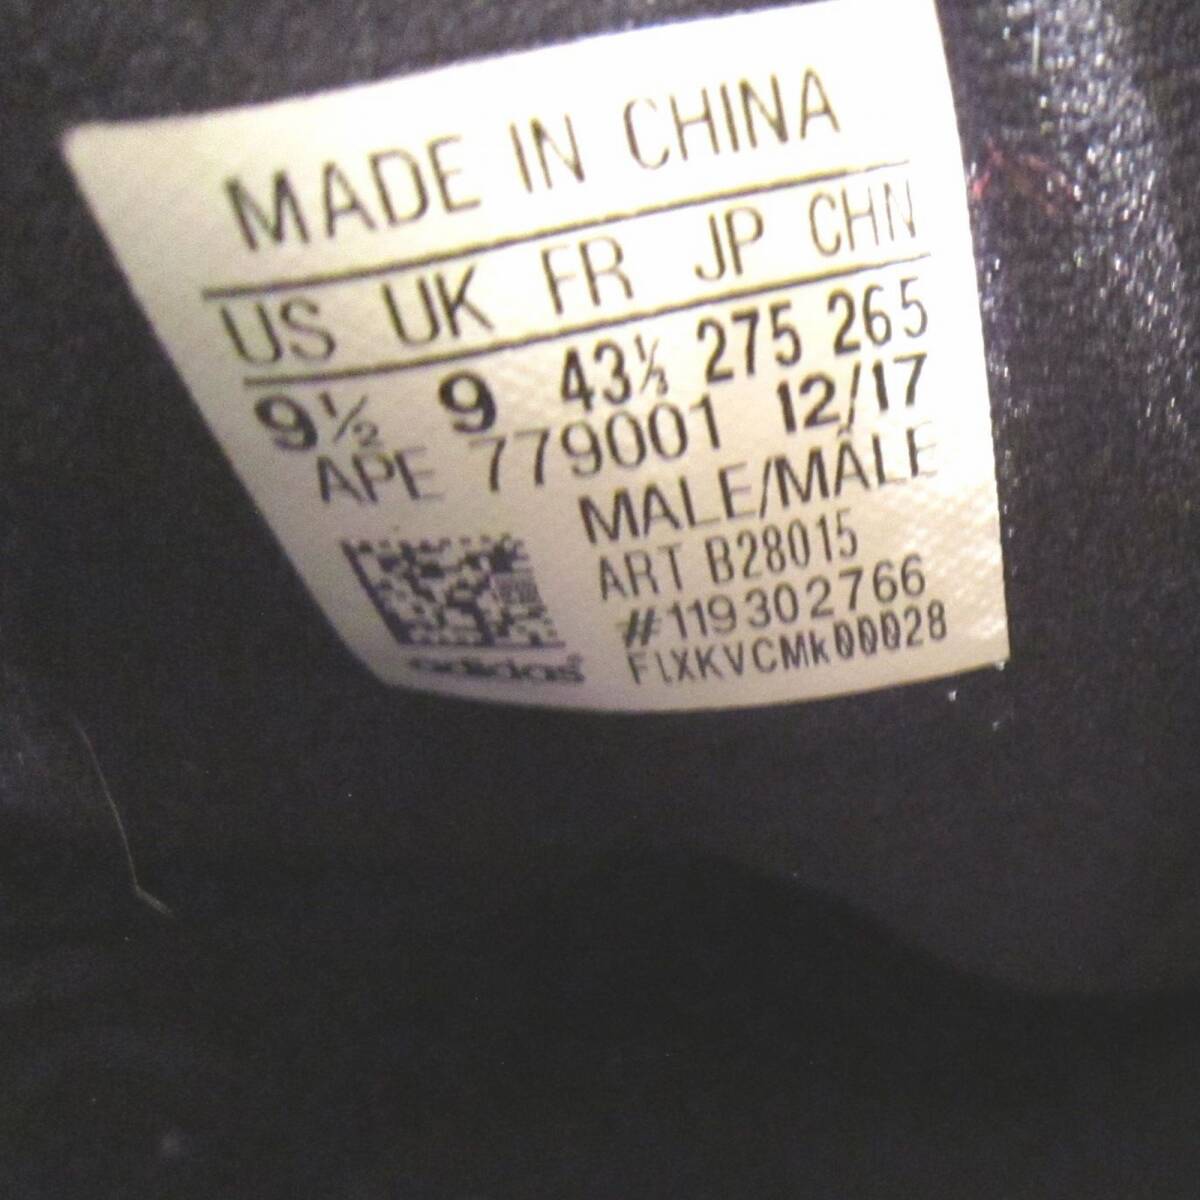 MADE IN CHINA
US UK FR JP CHN
9½ 9 43⅓ 275 265
APE 779001 12/17
MALE/MÂLE
ART B28015
#119302766
FLXKVCMk00028
adidas